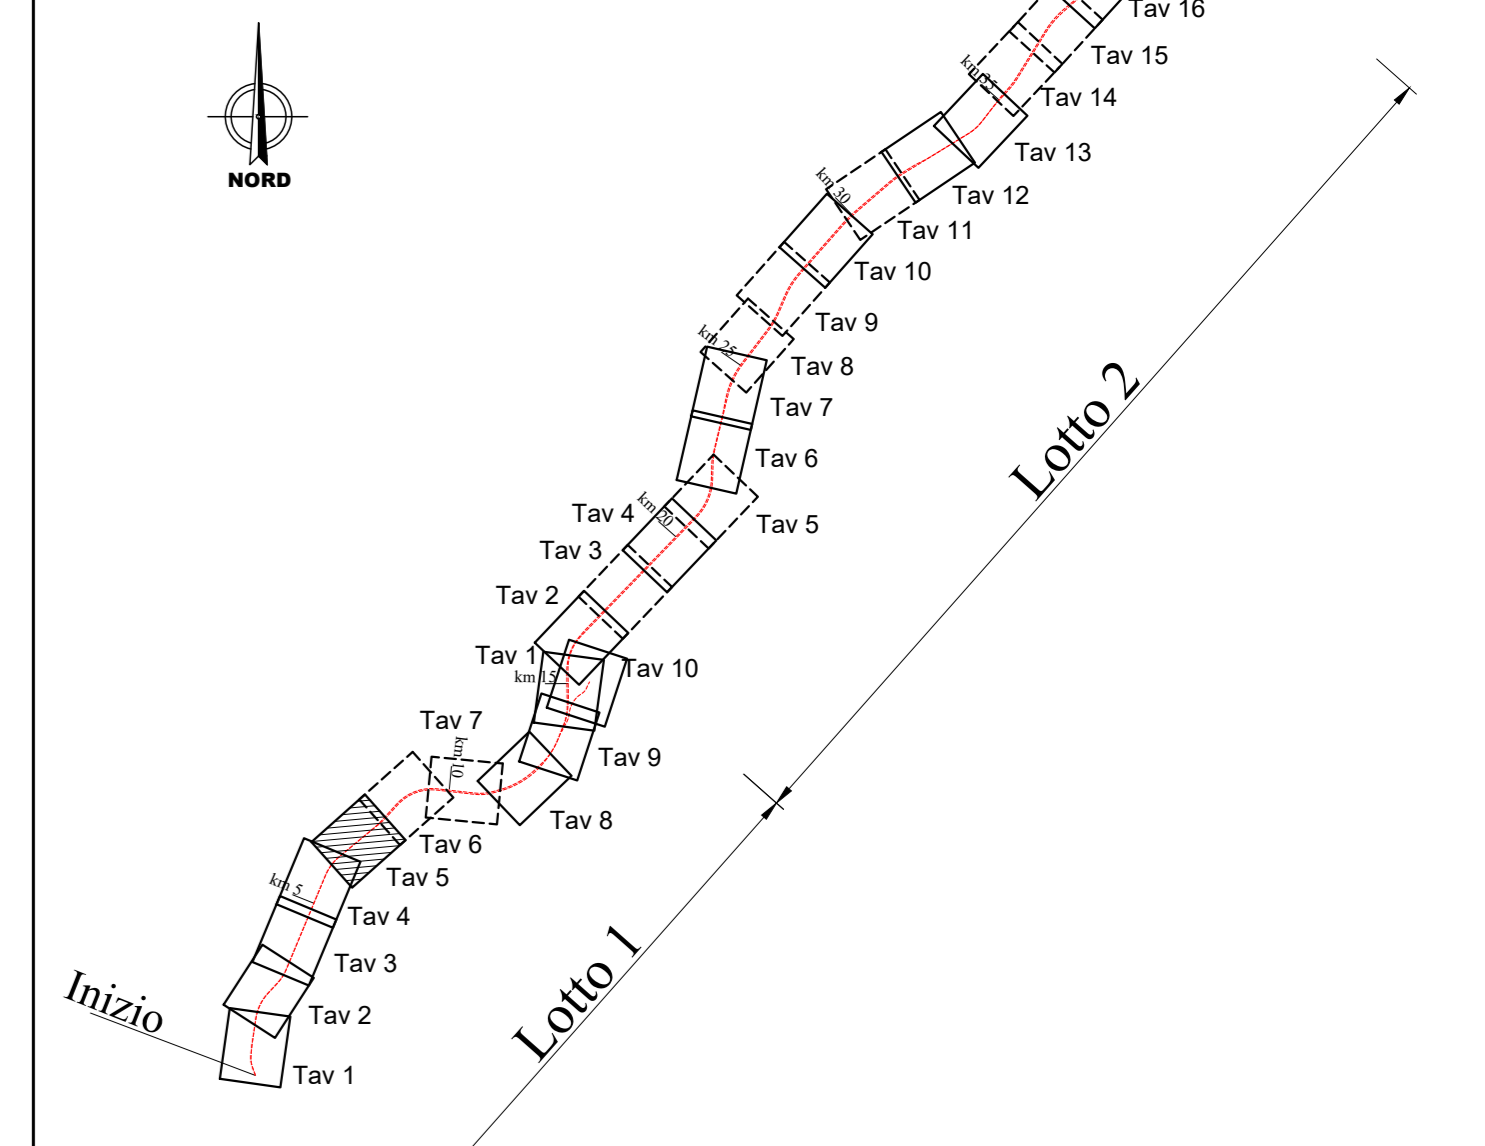 Tav 16
Tav 15
km 35
Tav 14
Tav 13
NORD
km 30
Tav 12
Tav 11
Tav 10
Tav 9
km 25
Tav 8
Tav 7
Lotto 2
Tav 6
km 20
Tav 4
Tav 5
Tav 3
Tav 2
Tav 1
Tav 10
km 15
Tav 7
km 10
Tav 9
Tav 8
Tav 6
Tav 5
km 5
Tav 4
Tav 3
Lotto 1
Inizio
Tav 2
Tav 1